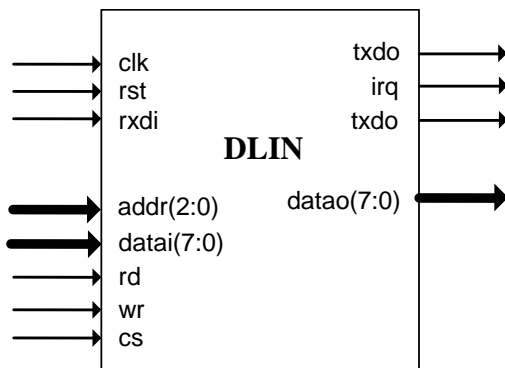 clk txdo
rst irq
rxdi txdo
DLIN
addr(2:0) datao(7:0)
datai(7:0)
rd
wr
cs